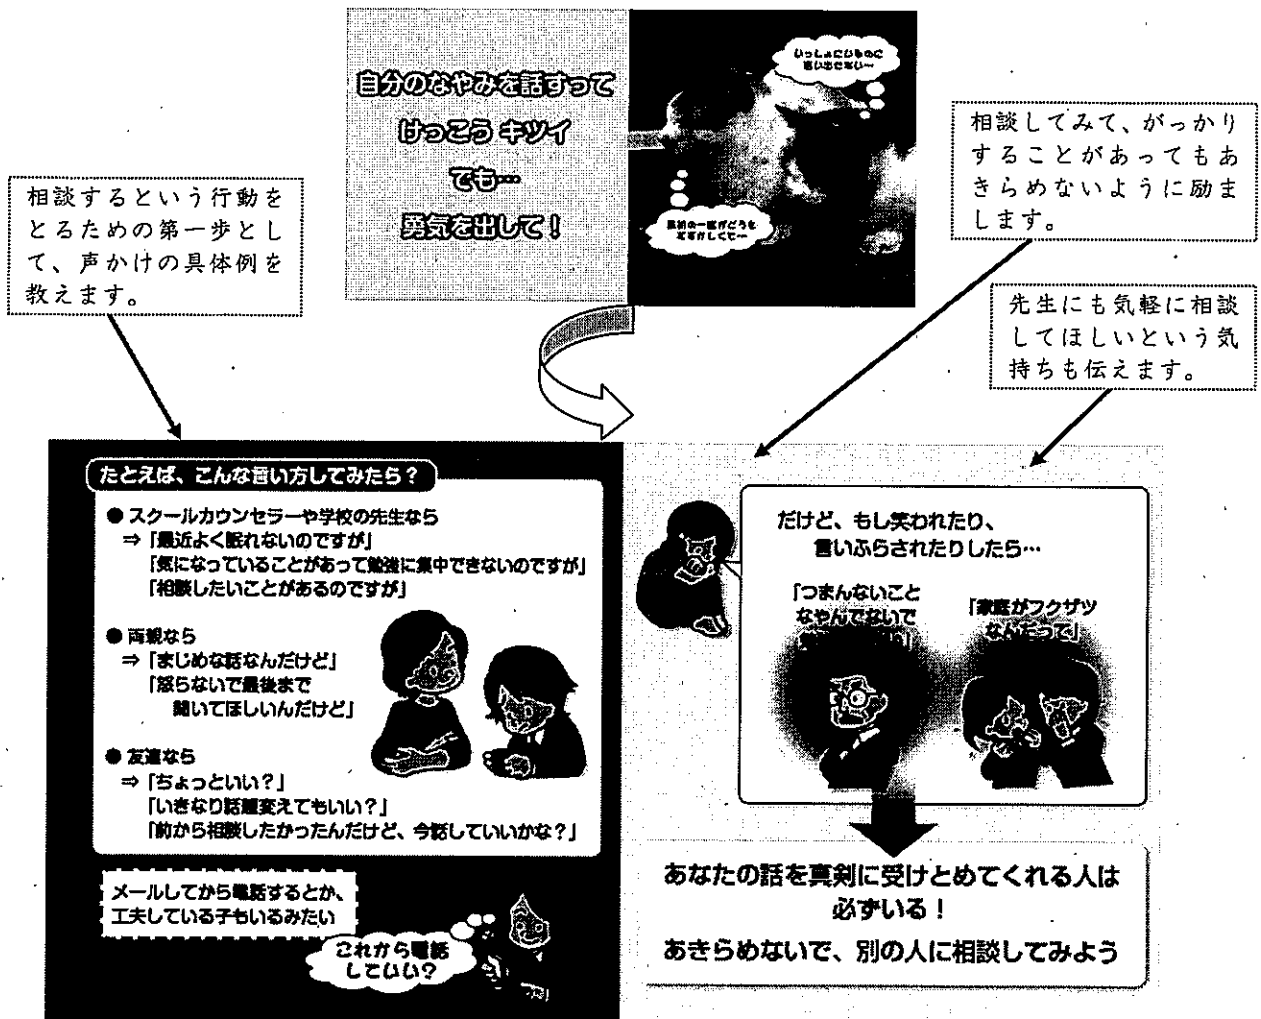 自分のなやみを話すって
けっこう キツイ
でも…
勇気を出して!
いっしょにいるのに
言い出せない〜
相談するという行動を
とるための第一歩とし
て、声かけの具体例を
教えます。
相談してみて、がっかり
することがあってもあ
きらめないように励ま
します。
先生にも気軽に相談
してほしいという気
持ちも伝えます。
たとえば、こんな言い方してみたら？
● スクールカウンセラーや学校の先生なら
⇒「最近よく眠れないのですが」
「気になっていることがあって勉強に集中できないのですが」
「相談したいことがあるのですが」
● 両親なら
⇒「まじめな話なんだけど」
「怒らないで最後まで
聞いてほしいんだけど」
● 友達なら
⇒「ちょっといい？」
「いきなり話題変えてもいい？」
「前から相談したかったんだけど、今話していいかな？」
メールしてから電話するとか、
工夫している子もいるみたい
これから電話
していい？
だけど、もし笑われたり、
言いふらされたりしたら…
「つまんないこと
なやんでないで
「家庭がフクザツ
なんだって」
あなたの話を真剣に受けとめてくれる人は
必ずいる！
あきらめないで、別の人に相談してみよう